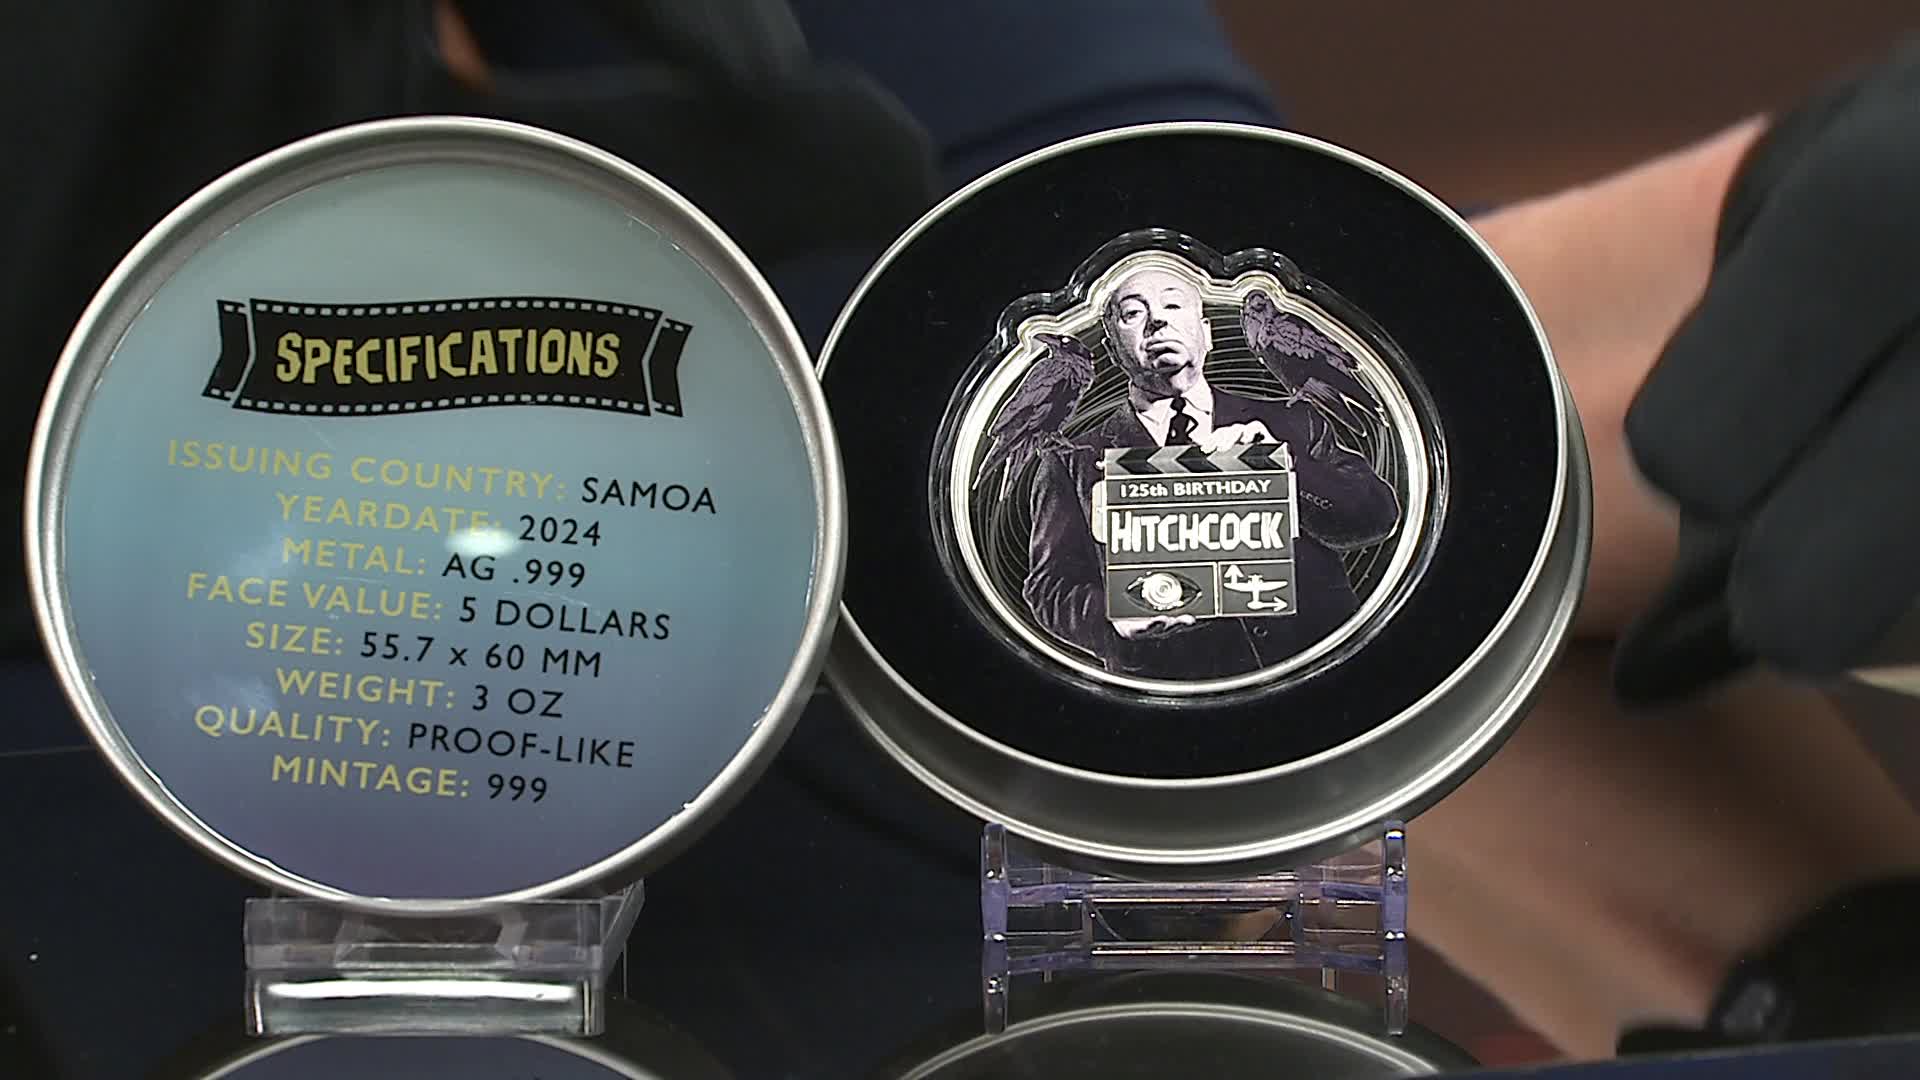 SPECIFICATIONS
ISSUING COUNTRY: SAMOA
YEARDATE: 2024
METAL: AG .999
FACE VALUE: 5 DOLLARS
SIZE: 55.7 x 60 MM
WEIGHT: 3 OZ
QUALITY: PROOF-LIKE
MINTAGE: 999
125th BIRTHDAY
HITCHCOCK